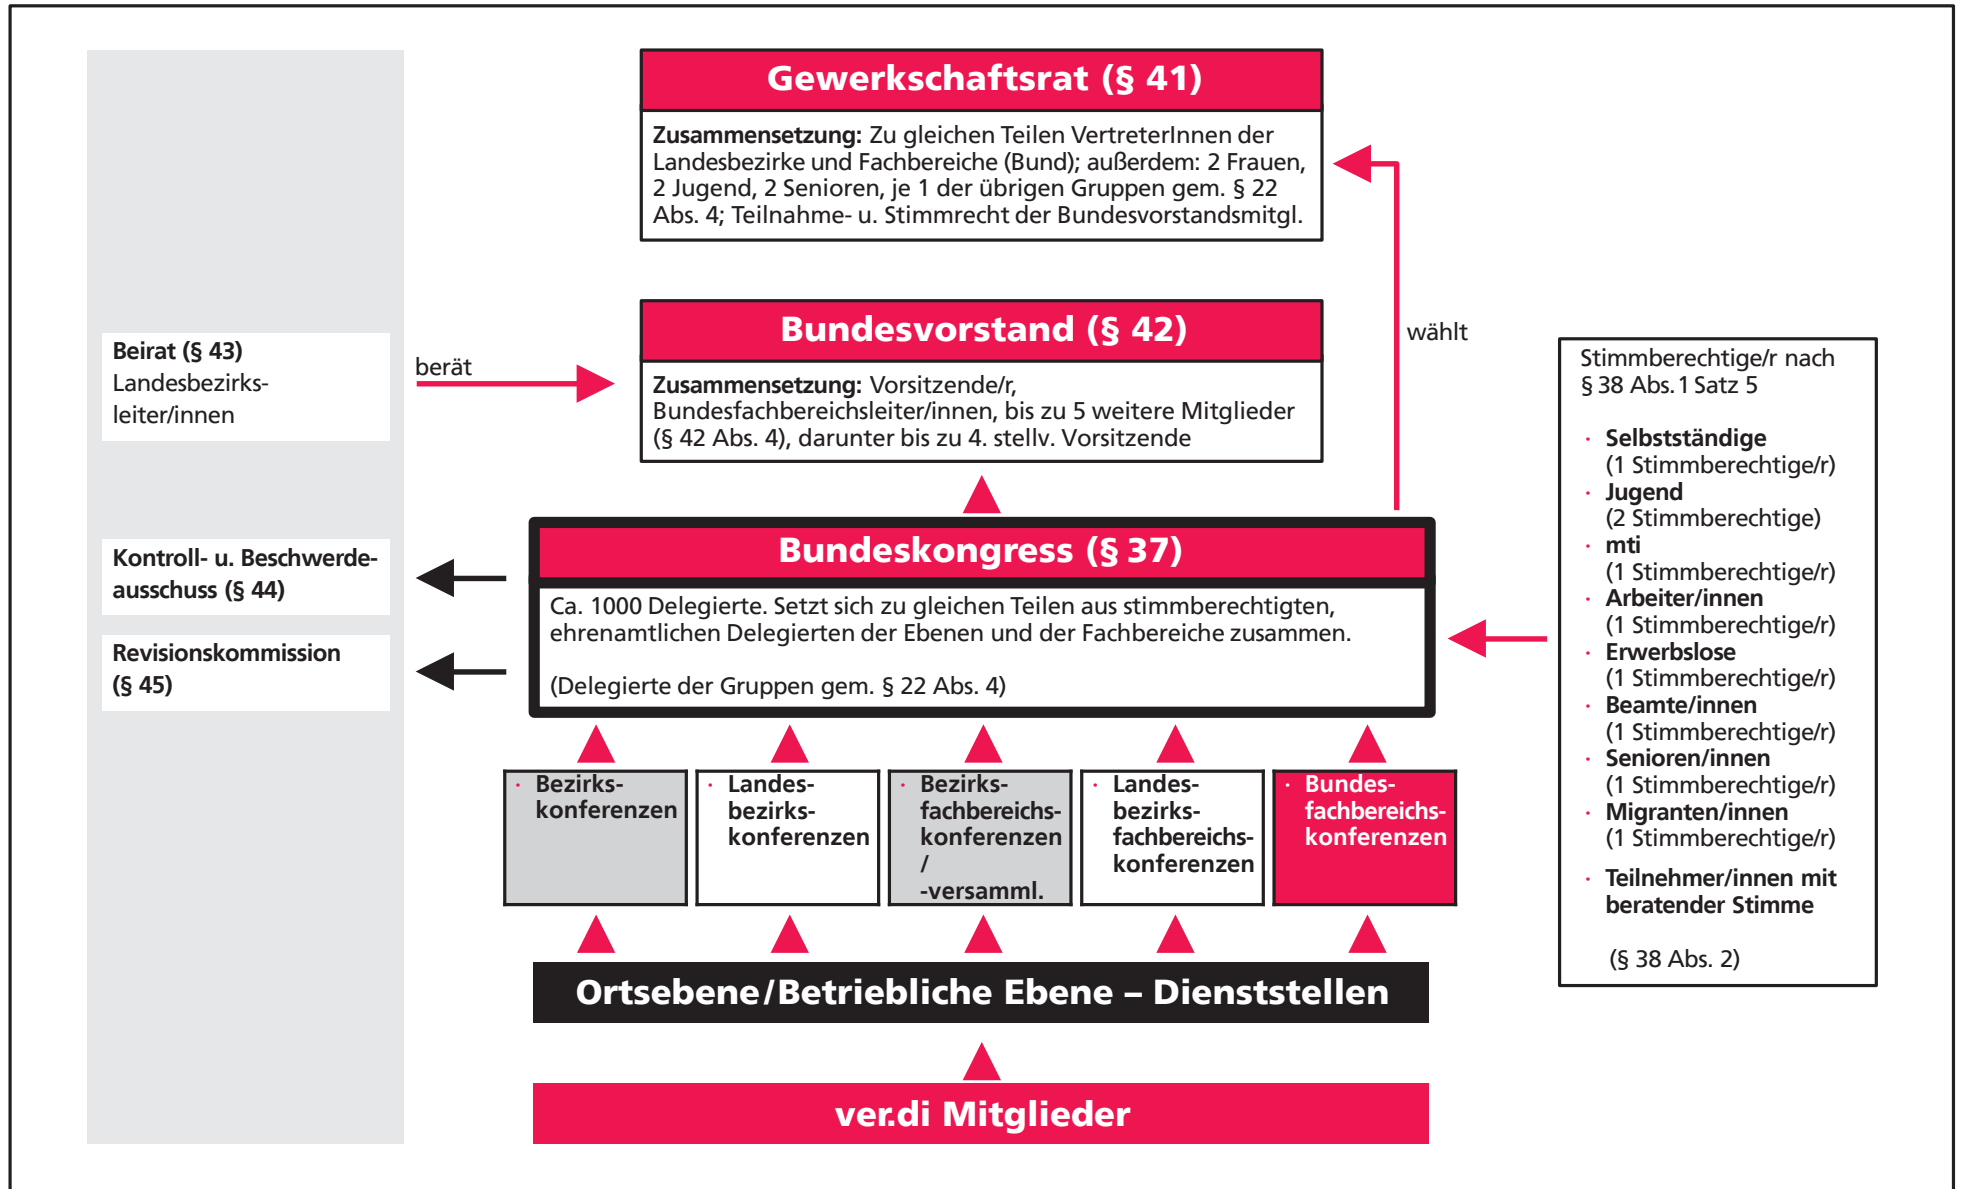 Gewerkschaftsrat (§ 41)
Zusammensetzung: Zu gleichen Teilen VertreterInnen der
Landesbezirke und Fachbereiche (Bund); außerdem: 2 Frauen,
2 Jugend, 2 Senioren, je 1 der übrigen Gruppen gem. § 22
Abs. 4; Teilnahme- u. Stimmrecht der Bundesvorstandsmitgl.
wählt
Beirat (§ 43)
Landesbezirks-
leiter/innen
berät
Bundesvorstand (§ 42)
Zusammensetzung: Vorsitzende/r,
Bundesfachbereichsleiter/innen, bis zu 5 weitere Mitglieder
(§ 42 Abs. 4), darunter bis zu 4. stellv. Vorsitzende
Kontroll- u. Beschwerde-
ausschuss (§ 44)
Revisionskommission
(§ 45)
Bundeskongress (§ 37)
Ca. 1000 Delegierte. Setzt sich zu gleichen Teilen aus stimmberechtigten,
ehrenamtlichen Delegierten der Ebenen und der Fachbereiche zusammen.
(Delegierte der Gruppen gem. § 22 Abs. 4)
Stimmberechtige/r nach
§ 38 Abs. 1 Satz 5
· Selbstständige
(1 Stimmberechtige/r)
· Jugend
(2 Stimmberechtige)
· mti
(1 Stimmberechtige/r)
· Arbeiter/innen
(1 Stimmberechtige/r)
· Erwerbslose
(1 Stimmberechtige/r)
· Beamte/innen
(1 Stimmberechtige/r)
· Senioren/innen
(1 Stimmberechtige/r)
· Migranten/innen
(1 Stimmberechtige/r)
· Teilnehmer/innen mit
beratender Stimme
(§ 38 Abs. 2)
· Bezirks-
konferenzen
· Landes-
bezirks-
konferenzen
· Bezirks-
fachbereichs-
konferenzen
/
-versamml.
· Landes-
bezirks-
fachbereichs-
konferenzen
· Bundes-
fachbereichs-
konferenzen
Ortsebene/Betriebliche Ebene – Dienststellen
ver.di Mitglieder